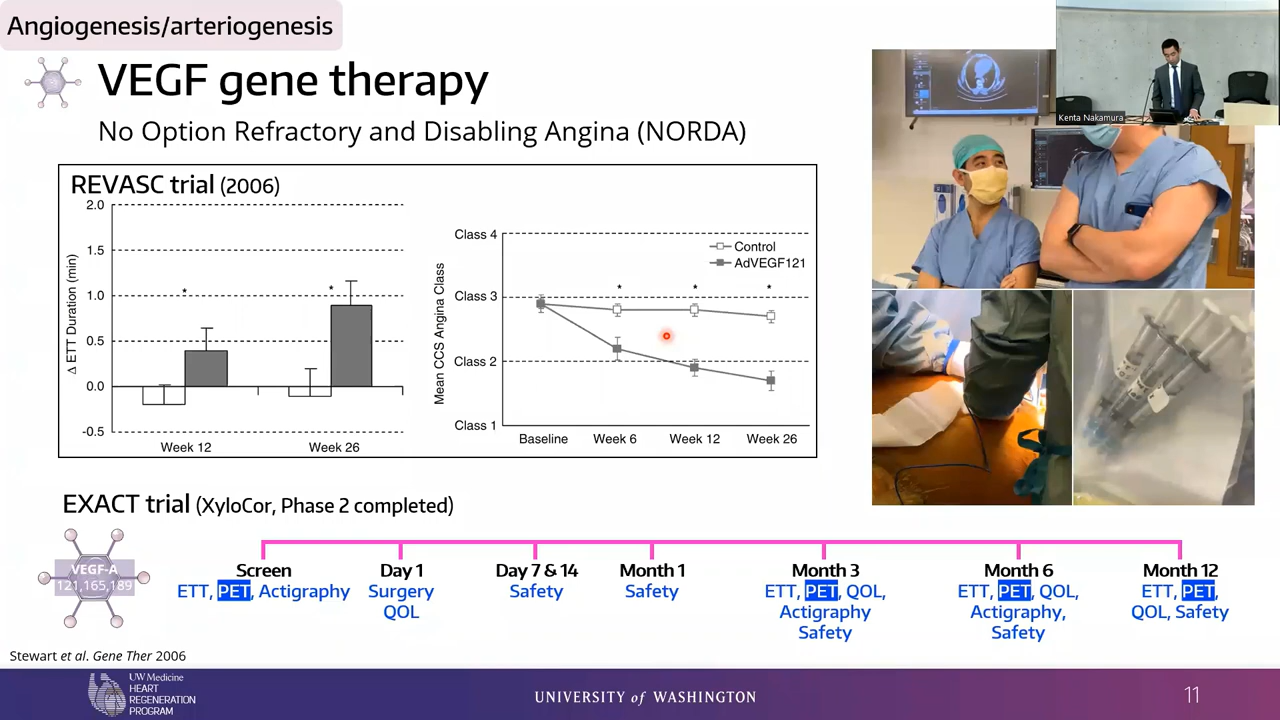 Angiogenesis/arteriogenesis
VEGF gene therapy
No Option Refractory and Disabling Angina (NORDA)
Kenta Nakamura
REVASC trial (2006)
Δ ETT Duration (min)
2.0
1.5
1.0
0.5
0.0
-0.5
*
*
Week 12
Week 26
Mean CCS Angina Class
Class 4
Class 3
Class 2
Class 1
Control
AdVEGF121
*
*
*
Baseline
Week 6
Week 12
Week 26
EXACT trial (XyloCor, Phase 2 completed)
VEGF-A
121,165,189
Screen
ETT, PET, Actigraphy
Day 1
Surgery
QOL
Day 7 & 14
Safety
Month 1
Safety
Month 3
ETT, PET, QOL,
Actigraphy
Safety
Month 6
ETT, PET, QOL,
Actigraphy,
Safety
Month 12
ETT, PET,
QOL, Safety
Stewart et al. Gene Ther 2006
UW Medicine
HEART
REGENERATION
PROGRAM
UNIVERSITY of WASHINGTON
11